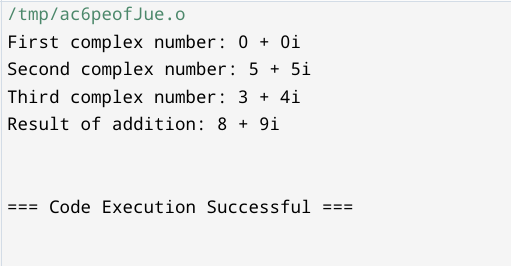 /tmp/ac6peofJue.o
First complex number: 0 + 0i
Second complex number: 5 + 5i
Third complex number: 3 + 4i
Result of addition: 8 + 9i
=== Code Execution Successful ===